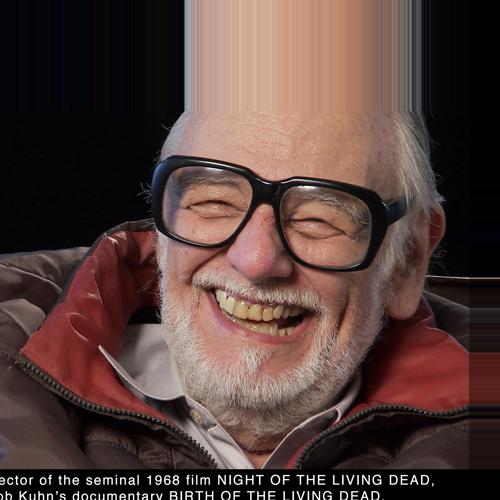 ector of the seminal 1968 film NIGHT OF THE LIVING DEAD,
ob Kuhn's documentary BIRTH OF THE LIVING DEAD.